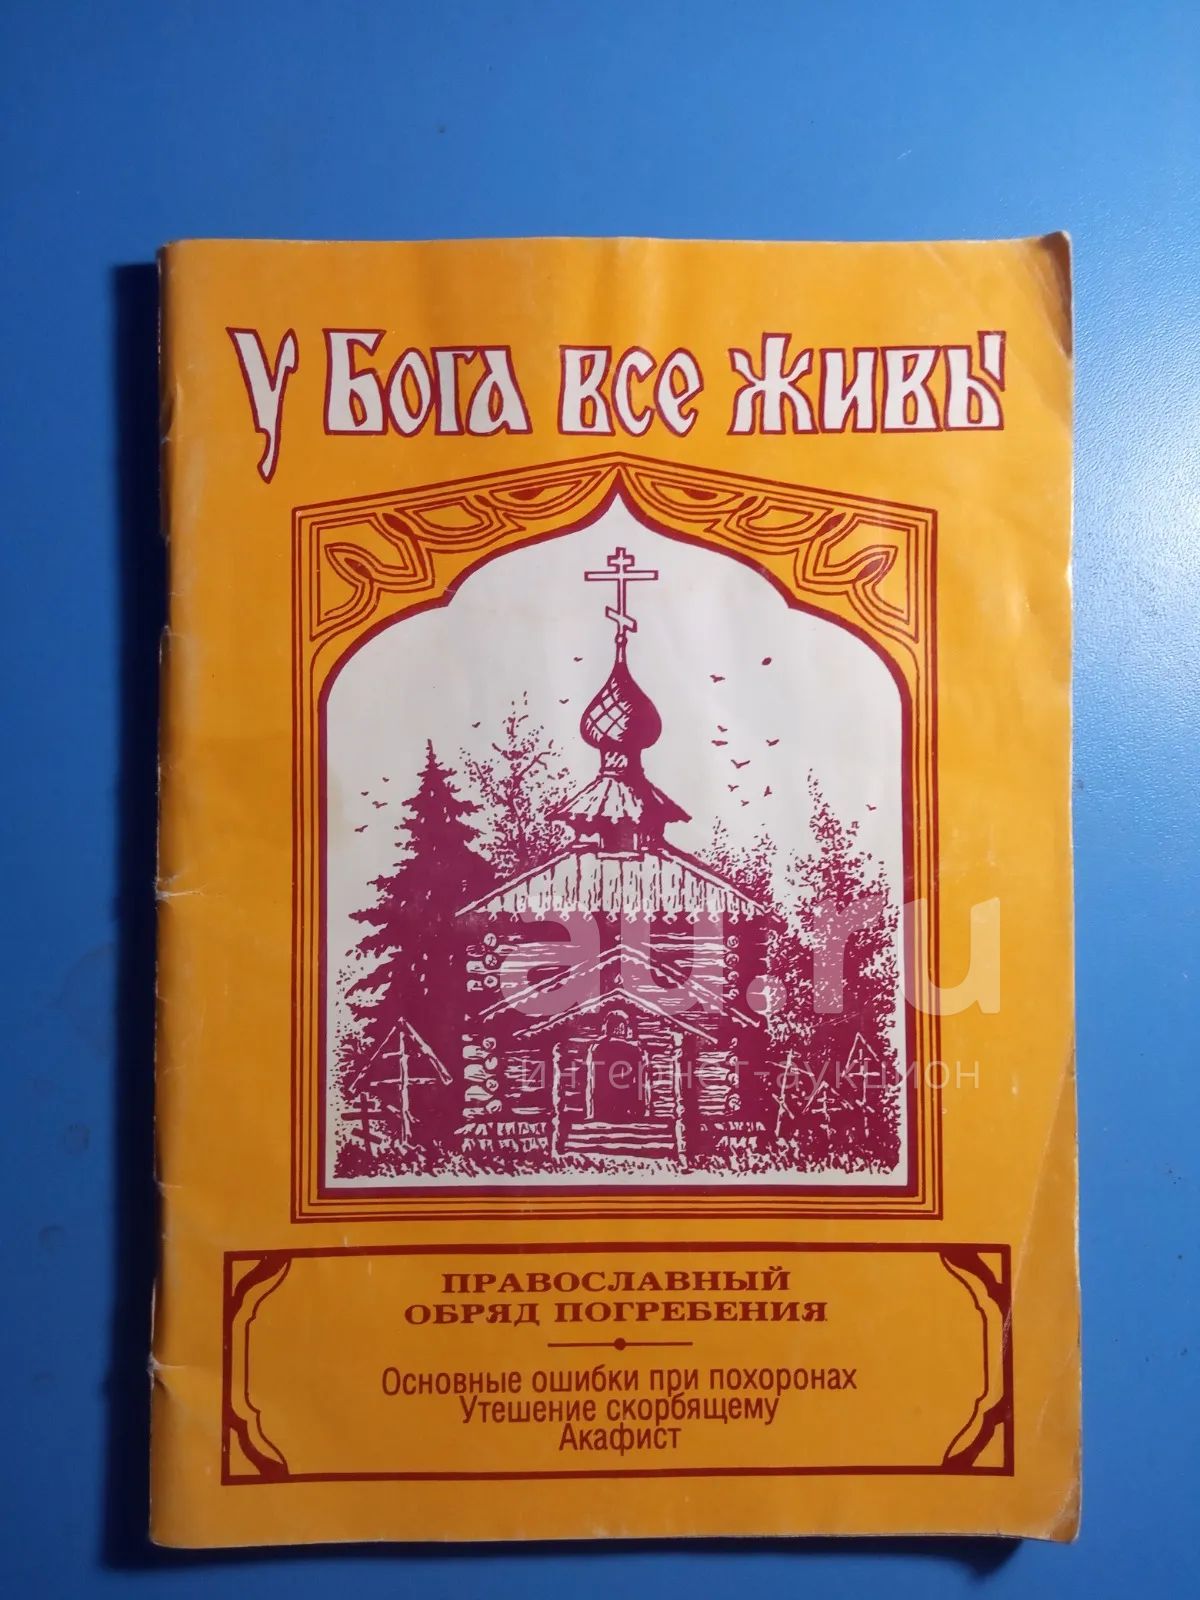 У Бога все живы
ПРАВОСЛАВНЫЙ
ОБРЯД ПОГРЕБЕНИЯ
Основные ошибки при похоронах
Утешение скорбящему
Акафист
au.ru
интернет-аукцион